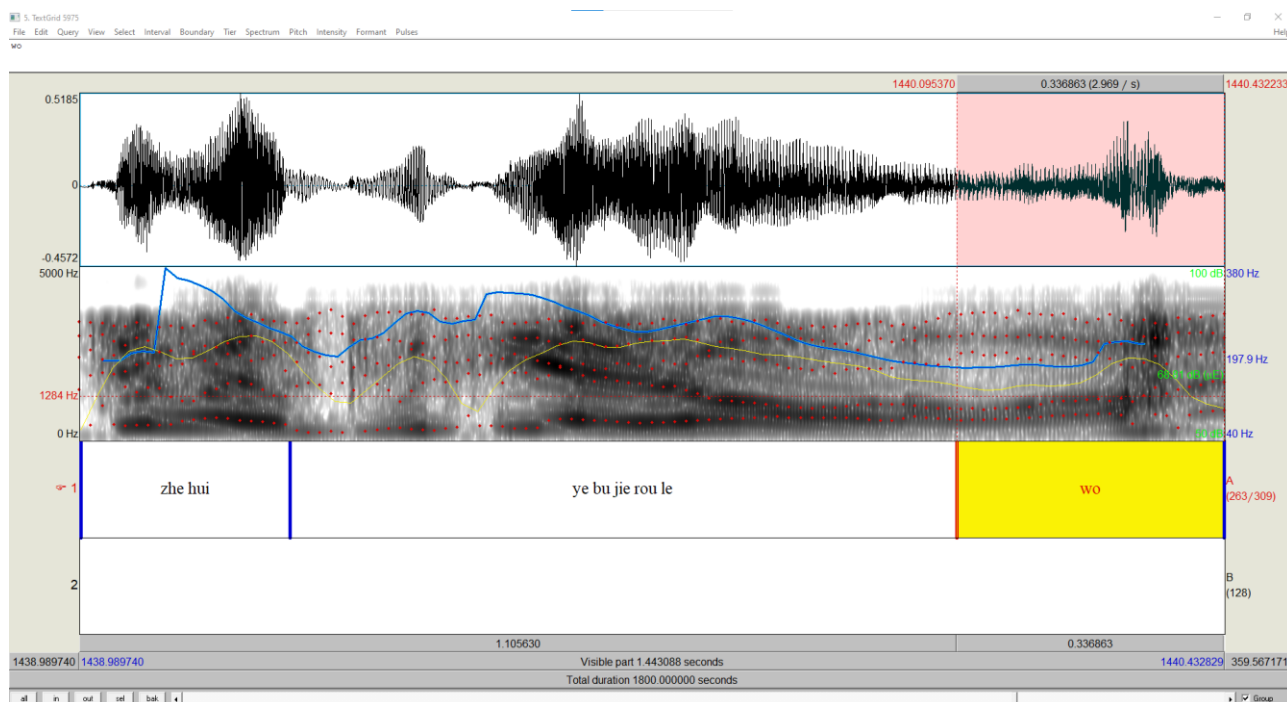 S. TextGrid 5975
File Edit Query View Select Interval Boundary Tier Spectrum Pitch Intensity Formant Pulses Help
wo
1440.095370 0.336863 (2.969 / s) 1440.432233
0.5185
0
-0.4572
5000 Hz 100 dB 380 Hz
197.9 Hz
1284 Hz
0 Hz 40 Hz
1 zhe hui ye bu jie rou le wo A
(263/309)
2 B
(128)
1.105630 0.336863
1438.989740 1438.989740 Visible part 1.443088 seconds 1440.432829 359.567171
Total duration 1800.000000 seconds
all in out sel bak Group